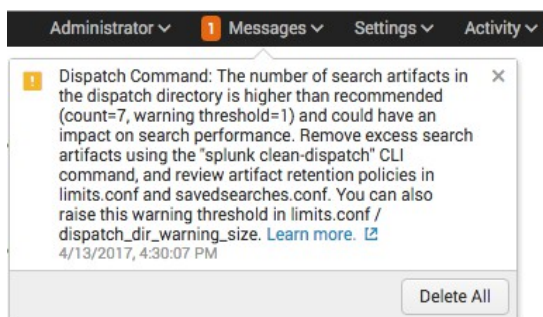 Administrator 1 Messages Settings Activity
Dispatch Command: The number of search artifacts in
the dispatch directory is higher than recommended
(count=7, warning threshold=1) and could have an
impact on search performance. Remove excess search
artifacts using the "splunk clean-dispatch" CLI
command, and review artifact retention policies in
limits.conf and savedsearches.conf. You can also
raise this warning threshold in limits.conf /
dispatch_dir_warning_size. Learn more.
4/13/2017, 4:30:07 PM
Delete All